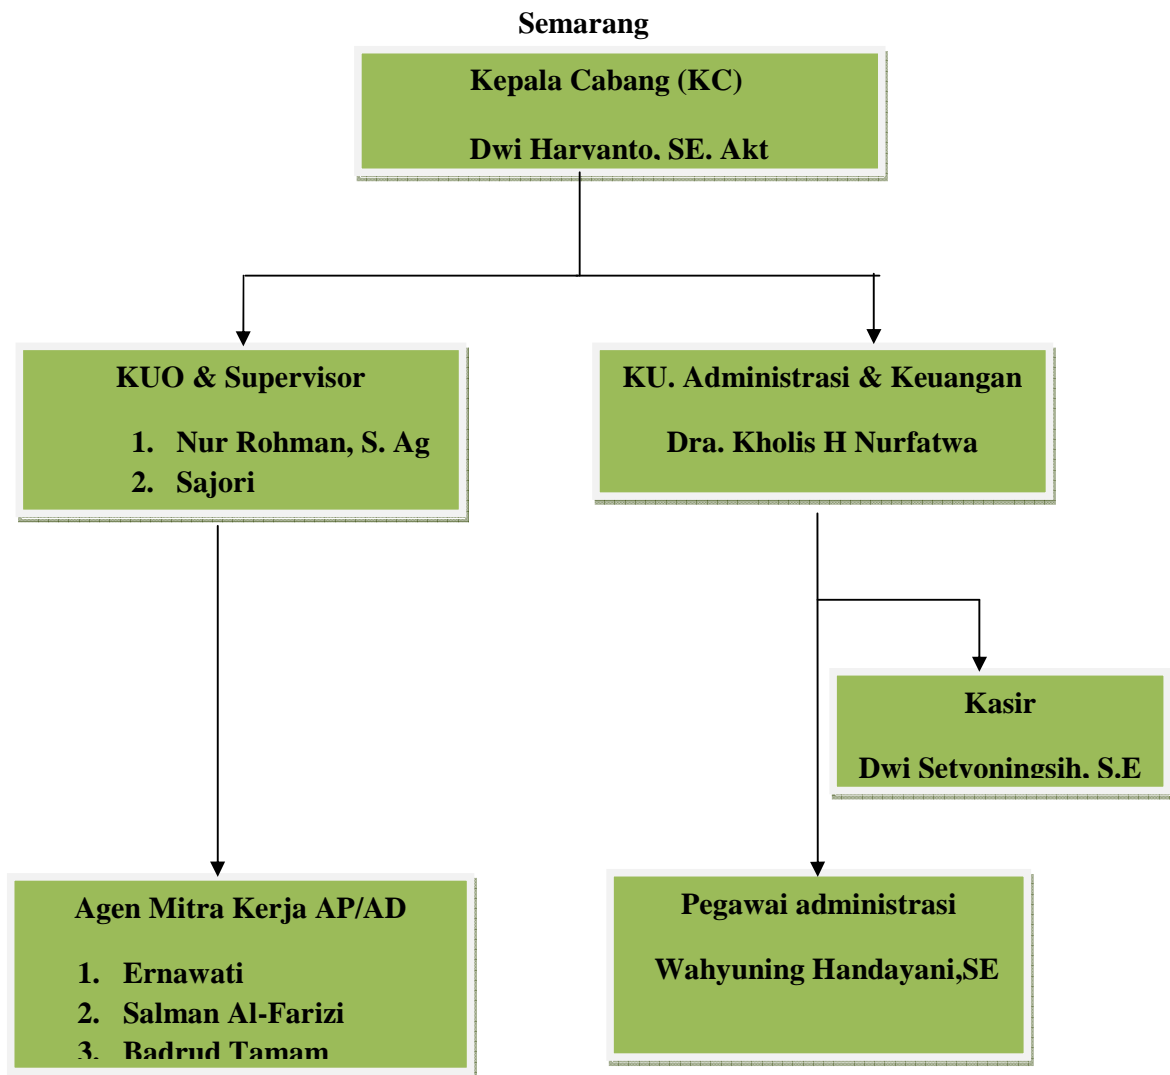 Semarang
Kepala Cabang (KC)
Dwi Haryanto, SE. Akt
KUO & Supervisor
1. Nur Rohman, S. Ag
2. Sajori
KU. Administrasi & Keuangan
Dra. Kholis H Nurfatwa
Kasir
Dwi Setyoningsih, S.E
Agen Mitra Kerja AP/AD
1. Ernawati
2. Salman Al-Farizi
3. Badrud Tamam
Pegawai administrasi
Wahyuning Handayani,SE